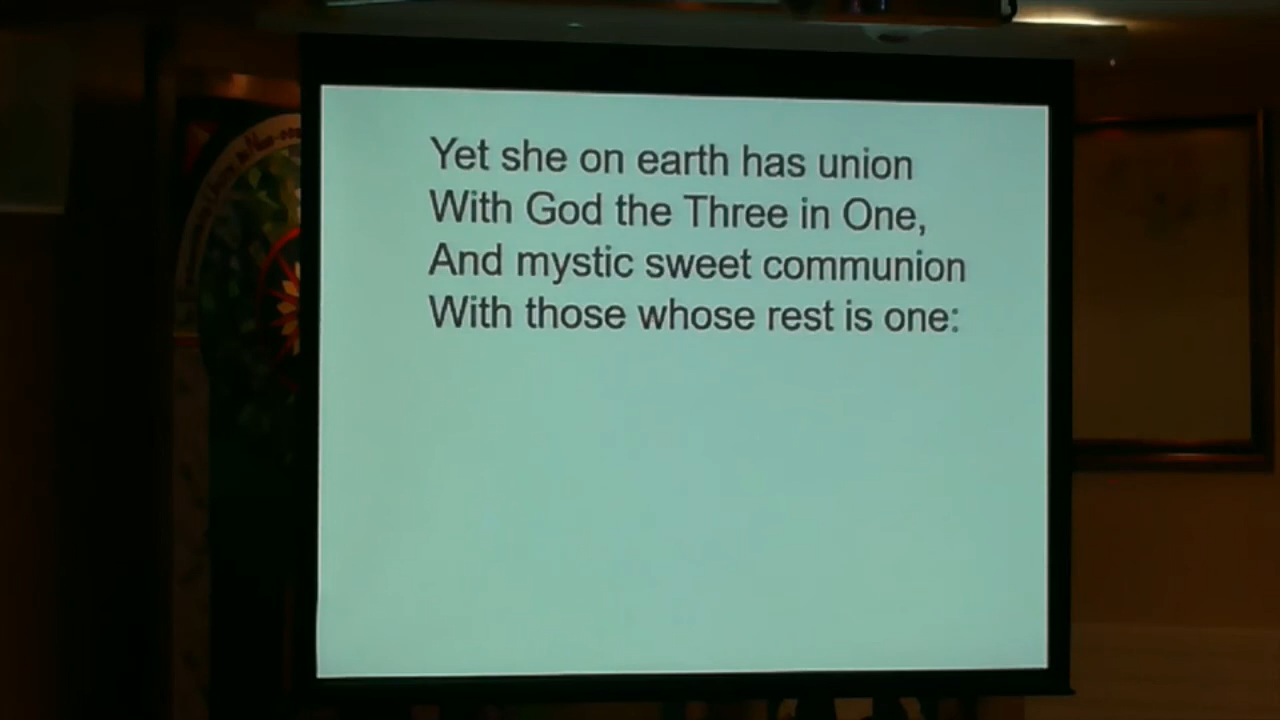 Yet she on earth has union
With God the Three in One,
And mystic sweet communion
With those whose rest is one: